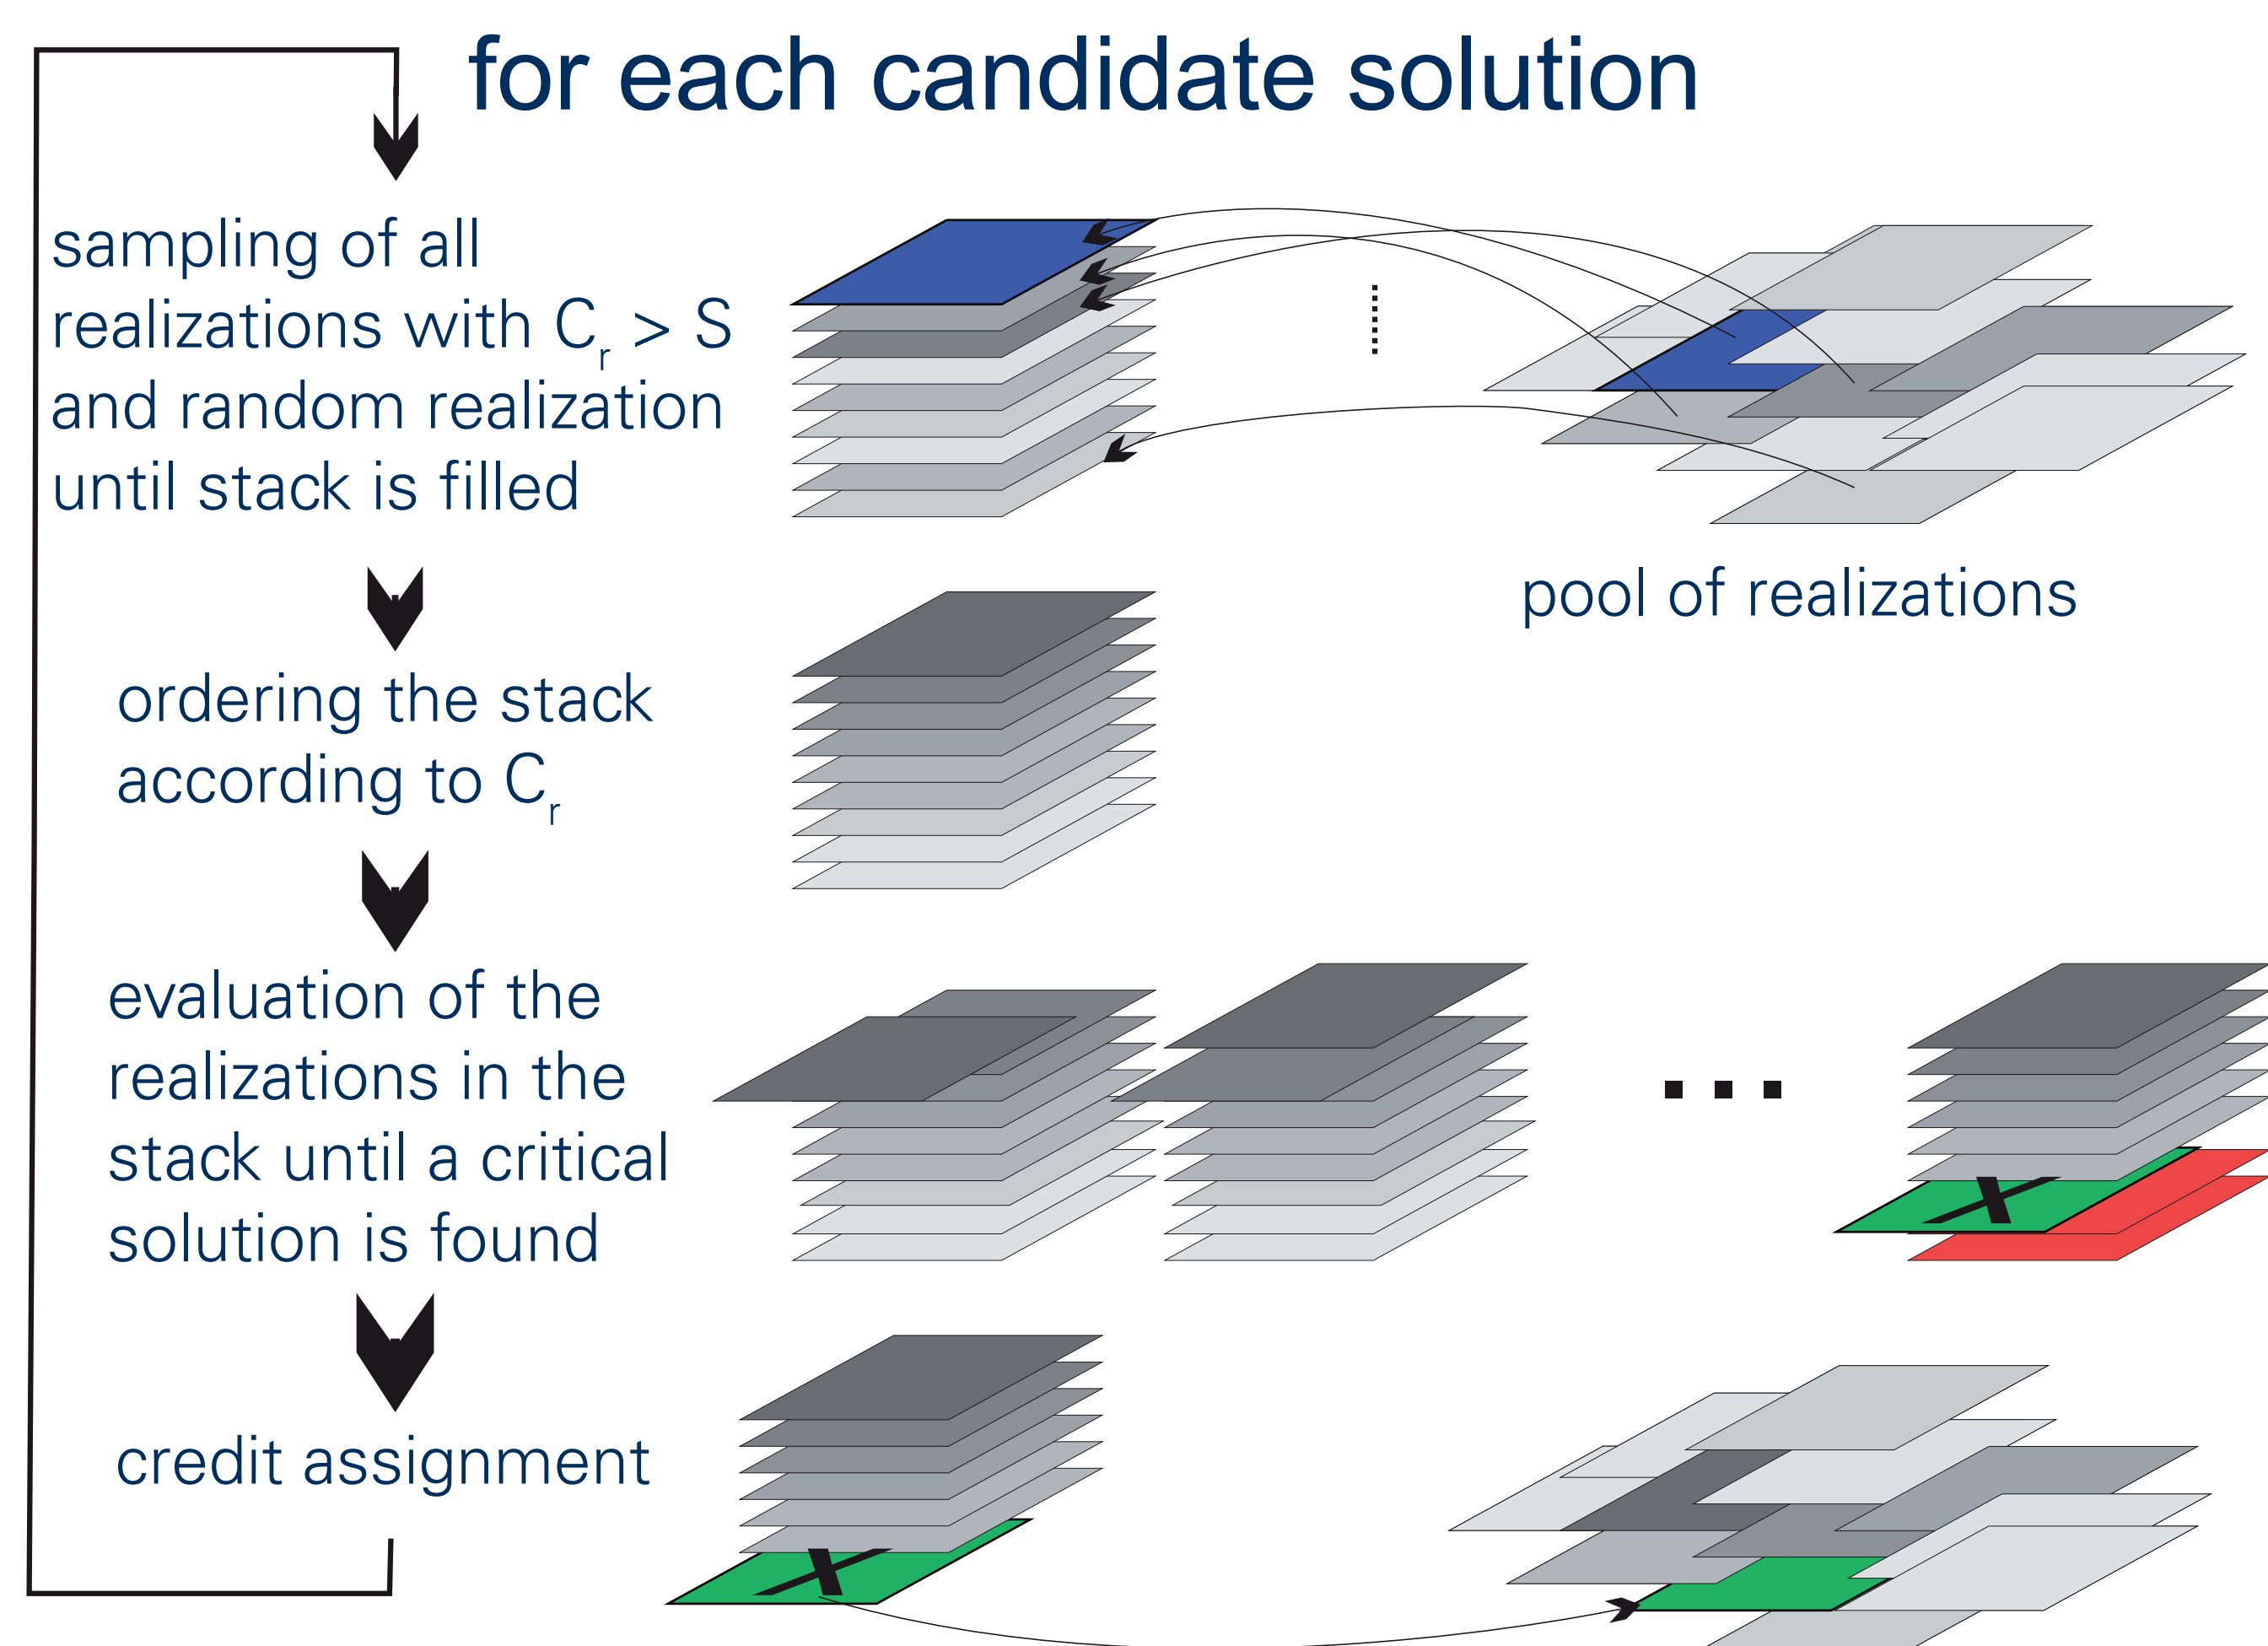 for each candidate solution
sampling of all
realizations with Cr > S
and random realization
until stack is filled
pool of realizations
ordering the stack
according to Cr
evaluation of the
realizations in the
stack until a critical
solution is found
credit assignment